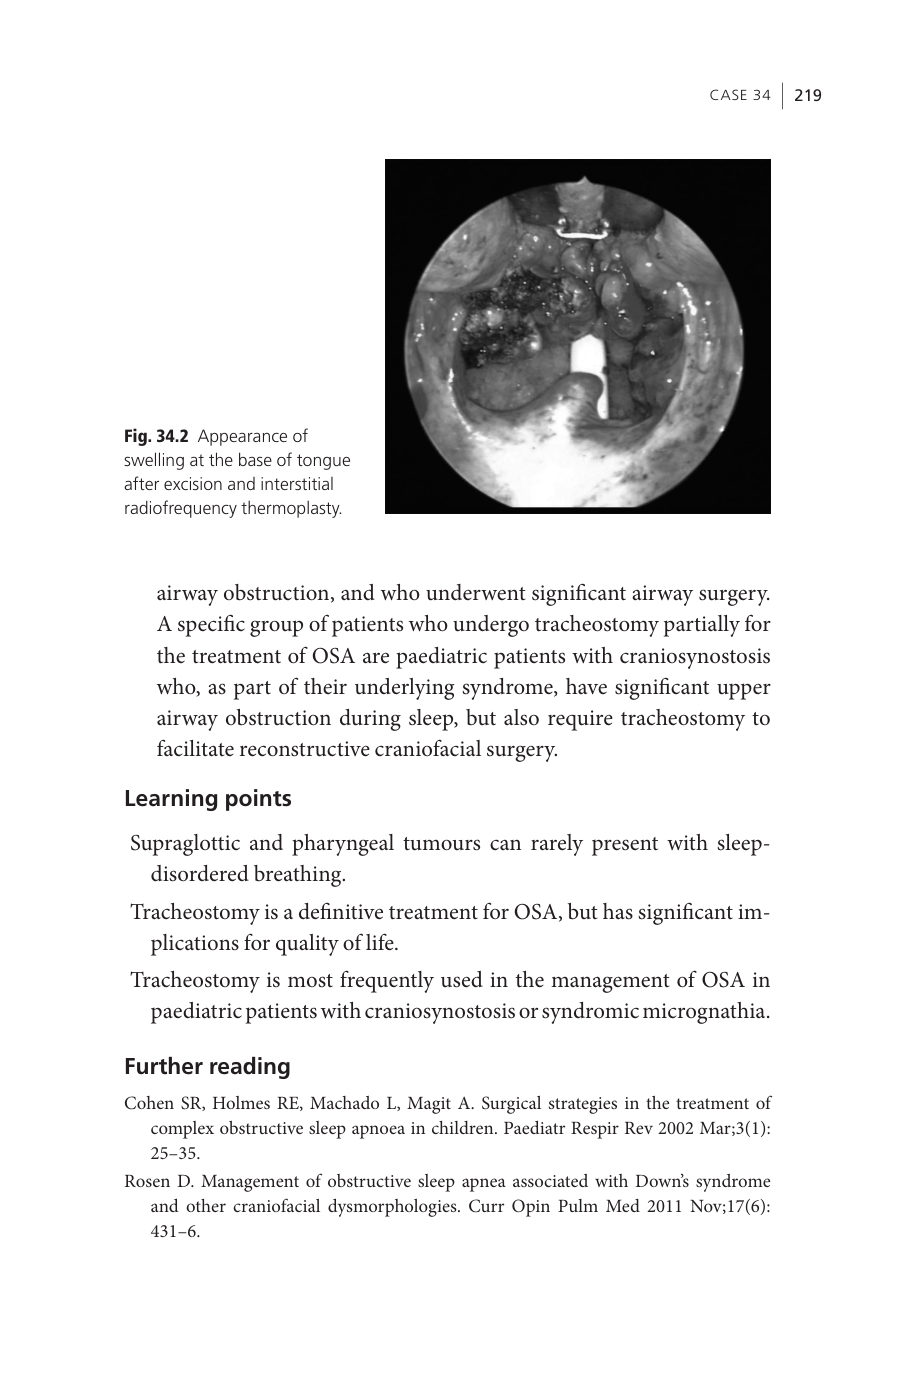 CASE 34 219
Fig. 34.2 Appearance of
swelling at the base of tongue
after excision and interstitial
radiofrequency thermoplasty.
airway obstruction, and who underwent significant airway surgery.
A specific group of patients who undergo tracheostomy partially for
the treatment of OSA are paediatric patients with craniosynostosis
who, as part of their underlying syndrome, have significant upper
airway obstruction during sleep, but also require tracheostomy to
facilitate reconstructive craniofacial surgery.
Learning points
Supraglottic and pharyngeal tumours can rarely present with sleep-
disordered breathing.
Tracheostomy is a definitive treatment for OSA, but has significant im-
plications for quality of life.
Tracheostomy is most frequently used in the management of OSA in
paediatric patients with craniosynostosis or syndromic micrognathia.
Further reading
Cohen SR, Holmes RE, Machado L, Magit A. Surgical strategies in the treatment of
complex obstructive sleep apnoea in children. Paediatr Respir Rev 2002 Mar;3(1):
25–35.
Rosen D. Management of obstructive sleep apnea associated with Down’s syndrome
and other craniofacial dysmorphologies. Curr Opin Pulm Med 2011 Nov;17(6):
431–6.